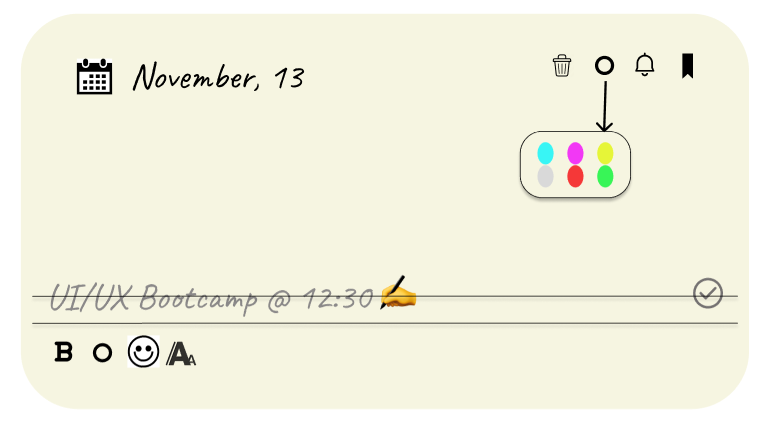 November, 13
UI/UX Bootcamp @ 12:30 ✍️
B A A